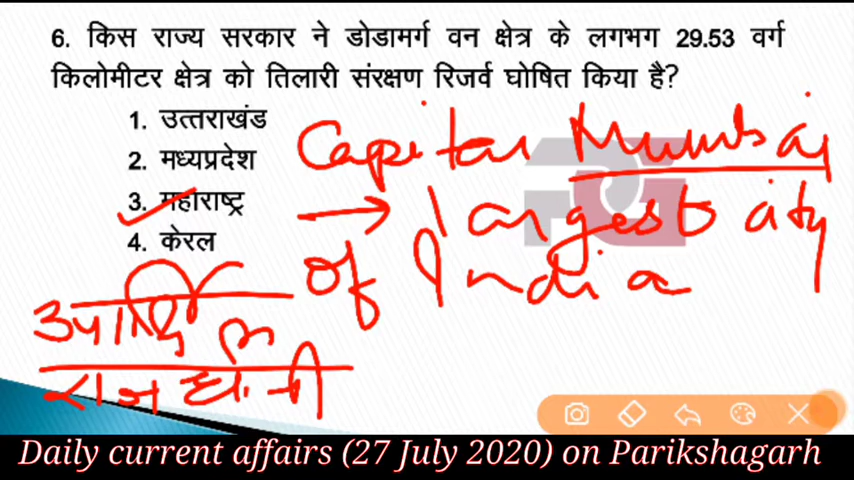 6. किस राज्य सरकार ने डोडामर्ग वन क्षेत्र के लगभग 29.53 वर्ग
किलोमीटर क्षेत्र को तिलारी संरक्षण रिजर्व घोषित किया है?
1. उत्तराखंड
2. मध्यप्रदेश
3. महाराष्ट्र
4. केरल
Capital Mumbai
→ largest city
of India
आर्थिक
राजधानी
Daily current affairs (27 July 2020) on Parikshagarh